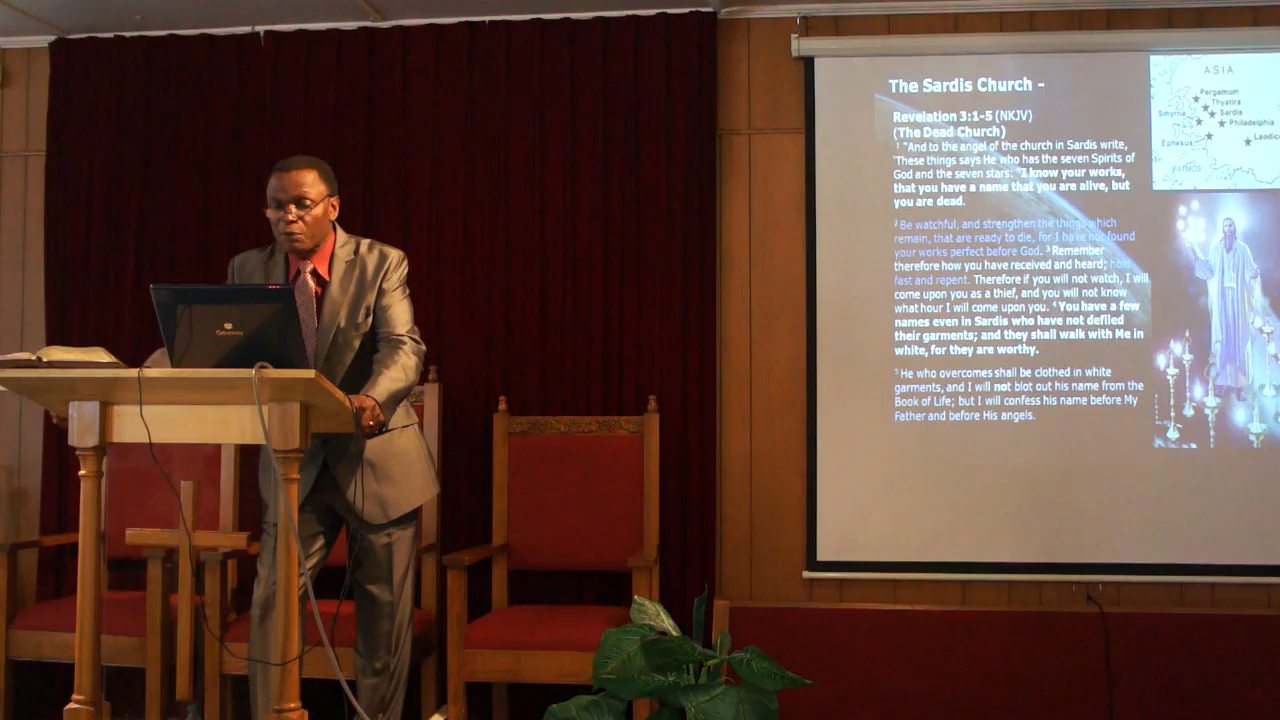 The Sardis Church -
Revelation 3:1-5 (NKJV)
(The Dead Church)
1 "And to the angel of the church in Sardis write,
'These things says He who has the seven Spirits of
God and the seven stars: "I know your works,
that you have a name that you are alive, but
you are dead.
2 Be watchful, and strengthen the things which
remain, that are ready to die, for I have not found
your works perfect before God. 3 Remember
therefore how you have received and heard; hold
fast and repent. Therefore if you will not watch, I will
come upon you as a thief, and you will not know
what hour I will come upon you. 4 You have a few
names even in Sardis who have not defiled
their garments; and they shall walk with Me in
white, for they are worthy.
5 He who overcomes shall be clothed in white
garments, and I will not blot out his name from the
Book of Life; but I will confess his name before My
Father and before His angels.
ASIA
Pergamum
Thyatira
Smyrna
Sardis
Philadelphia
Ephesus
Laodice
PATMOS
Gateway